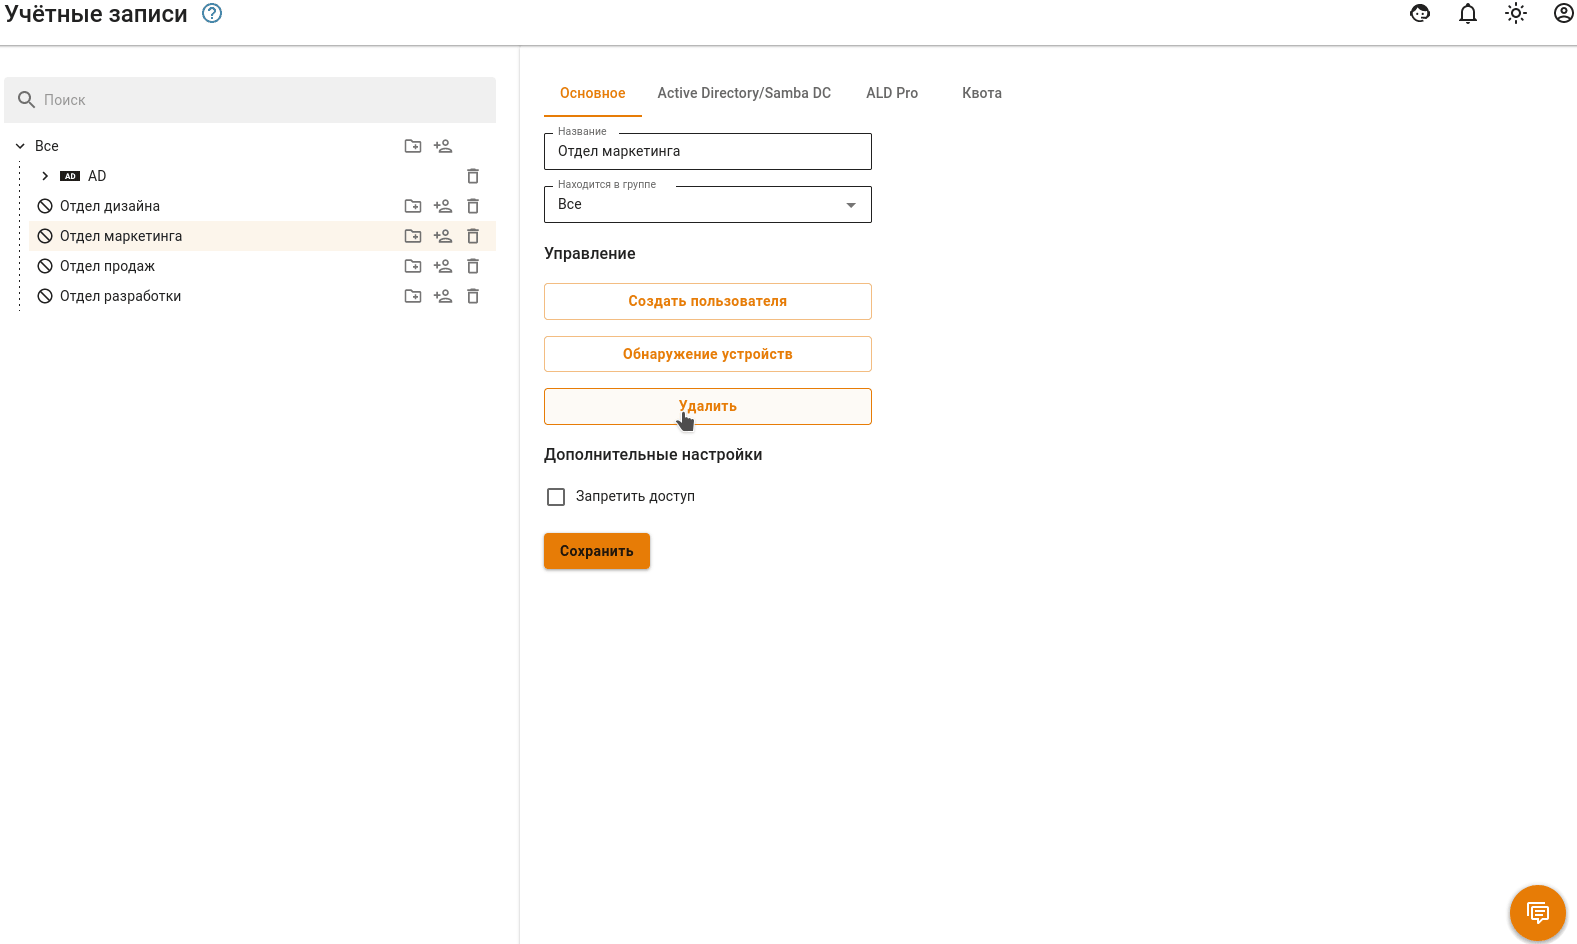 Учётные записи
Поиск
Все
AD AD
Отдел дизайна
Отдел маркетинга
Отдел продаж
Отдел разработки
Основное Active Directory/Samba DC ALD Pro Квота
Название
Отдел маркетинга
Находится в группе
Все
Управление
Создать пользователя
Обнаружение устройств
Удалить
Дополнительные настройки
Запретить доступ
Сохранить